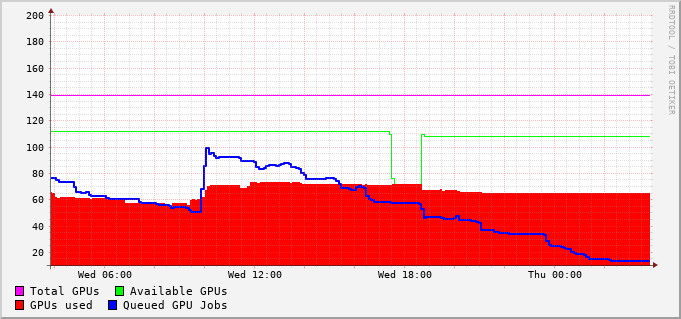 200
180
160
140
120
100
80
60
40
20
Wed 06:00 Wed 12:00 Wed 18:00 Thu 00:00
Total GPUs Available GPUs
GPUs used Queued GPU Jobs
RRDTOOL / TOBI OETIKER